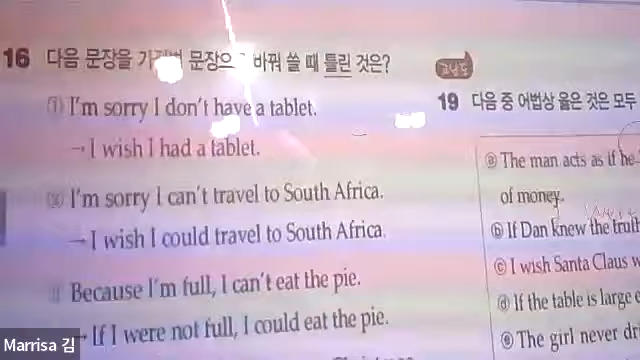 16 다음 문장을 가정법 문장으로 바꿔 쓸 때 틀린 것은?
① I'm sorry I don't have a tablet.
→ I wish I had a tablet.
② I'm sorry I can't travel to South Africa.
→ I wish I could travel to South Africa.
Because I'm full, I can't eat the pie.
→ If I were not full, I could eat the pie.
고난도
19 다음 중 어법상 옳은 것은 모두
ⓐ The man acts as if he
of money.
ⓑ If Dan knew the truth
ⓒ I wish Santa Claus w
ⓓ If the table is large e
ⓔ The girl never dr
Marrisa 김